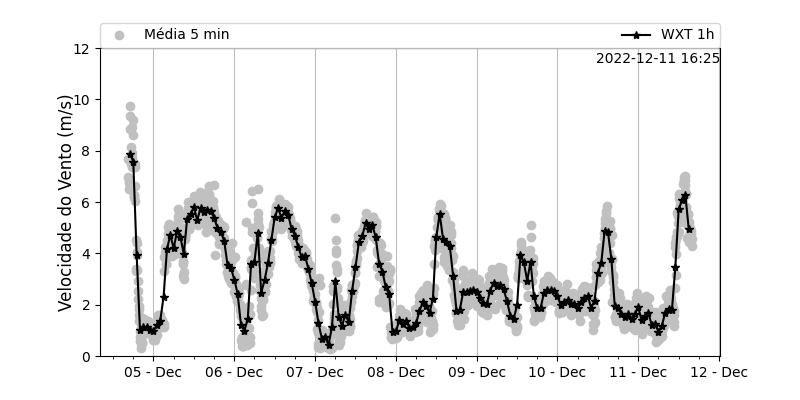 Média 5 min
WXT 1h
2022-12-11 16:25
Velocidade do Vento (m/s)
12
10
8
6
4
2
0
05 - Dec 06 - Dec 07 - Dec 08 - Dec 09 - Dec 10 - Dec 11 - Dec 12 - Dec